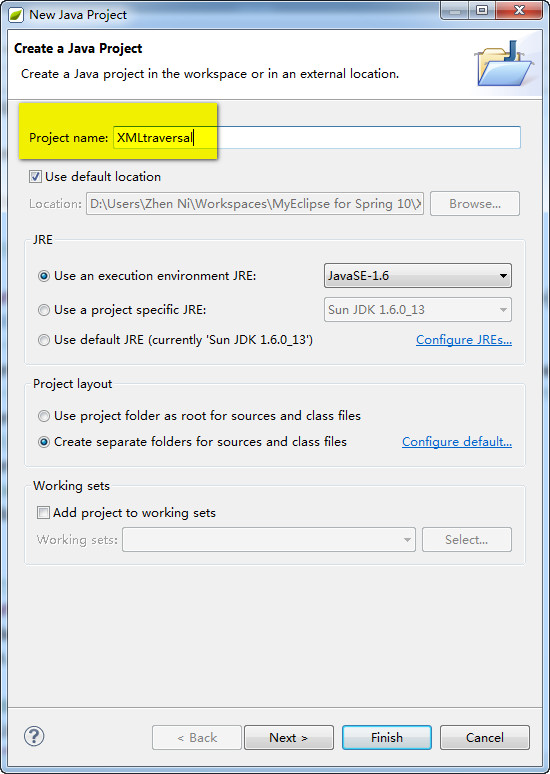 New Java Project
Create a Java Project
Create a Java project in the workspace or in an external location.
Project name: XMLtraversal
Use default location
Location: D:\Users\Zhen Ni\Workspaces\MyEclipse for Spring 10\X Browse...
JRE
Use an execution environment JRE: JavaSE-1.6
Use a project specific JRE: Sun JDK 1.6.0_13
Use default JRE (currently 'Sun JDK 1.6.0_13') Configure JREs...
Project layout
Use project folder as root for sources and class files
Create separate folders for sources and class files Configure default...
Working sets
Add project to working sets
Working sets: Select...
? < Back Next > Finish Cancel